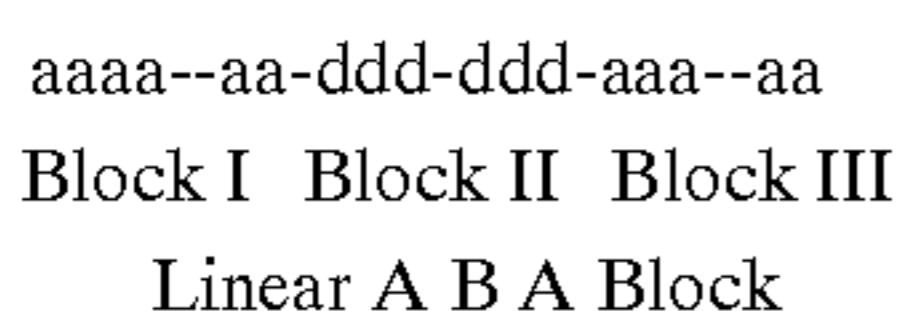 aaaa--aa-ddd-ddd-aaa--aa
Block I Block II Block III
Linear A B A Block